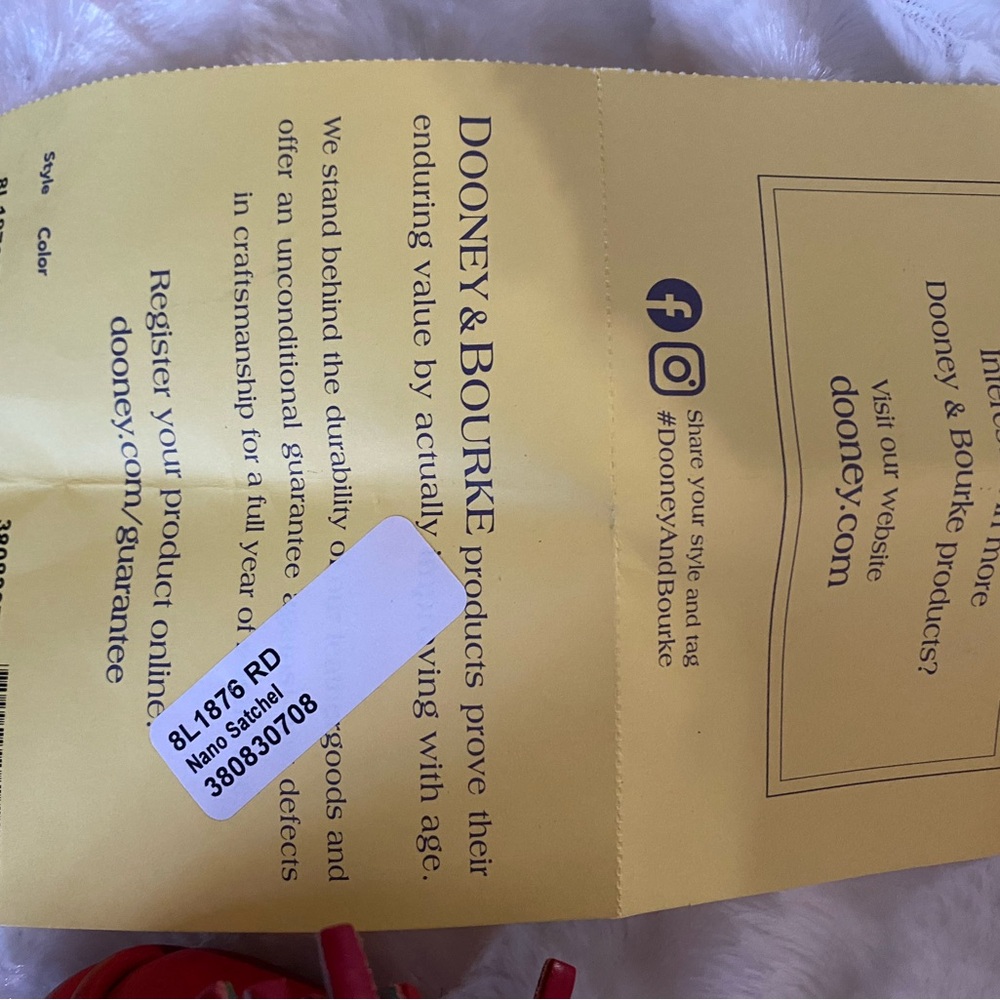 more
Dooney & Bourke products?
visit our website
dooney.com
Share your style and tag
#DooneyAndBourke
DOONEY & BOURKE products prove their
enduring value by actually ving with age.
We stand behind the durability goods and
offer an unconditional guarantee defects
in craftsmanship for a full year of
Register your product online.
dooney.com/guarantee
Style Color
8L1876 RD
Nano Satchel
380830708